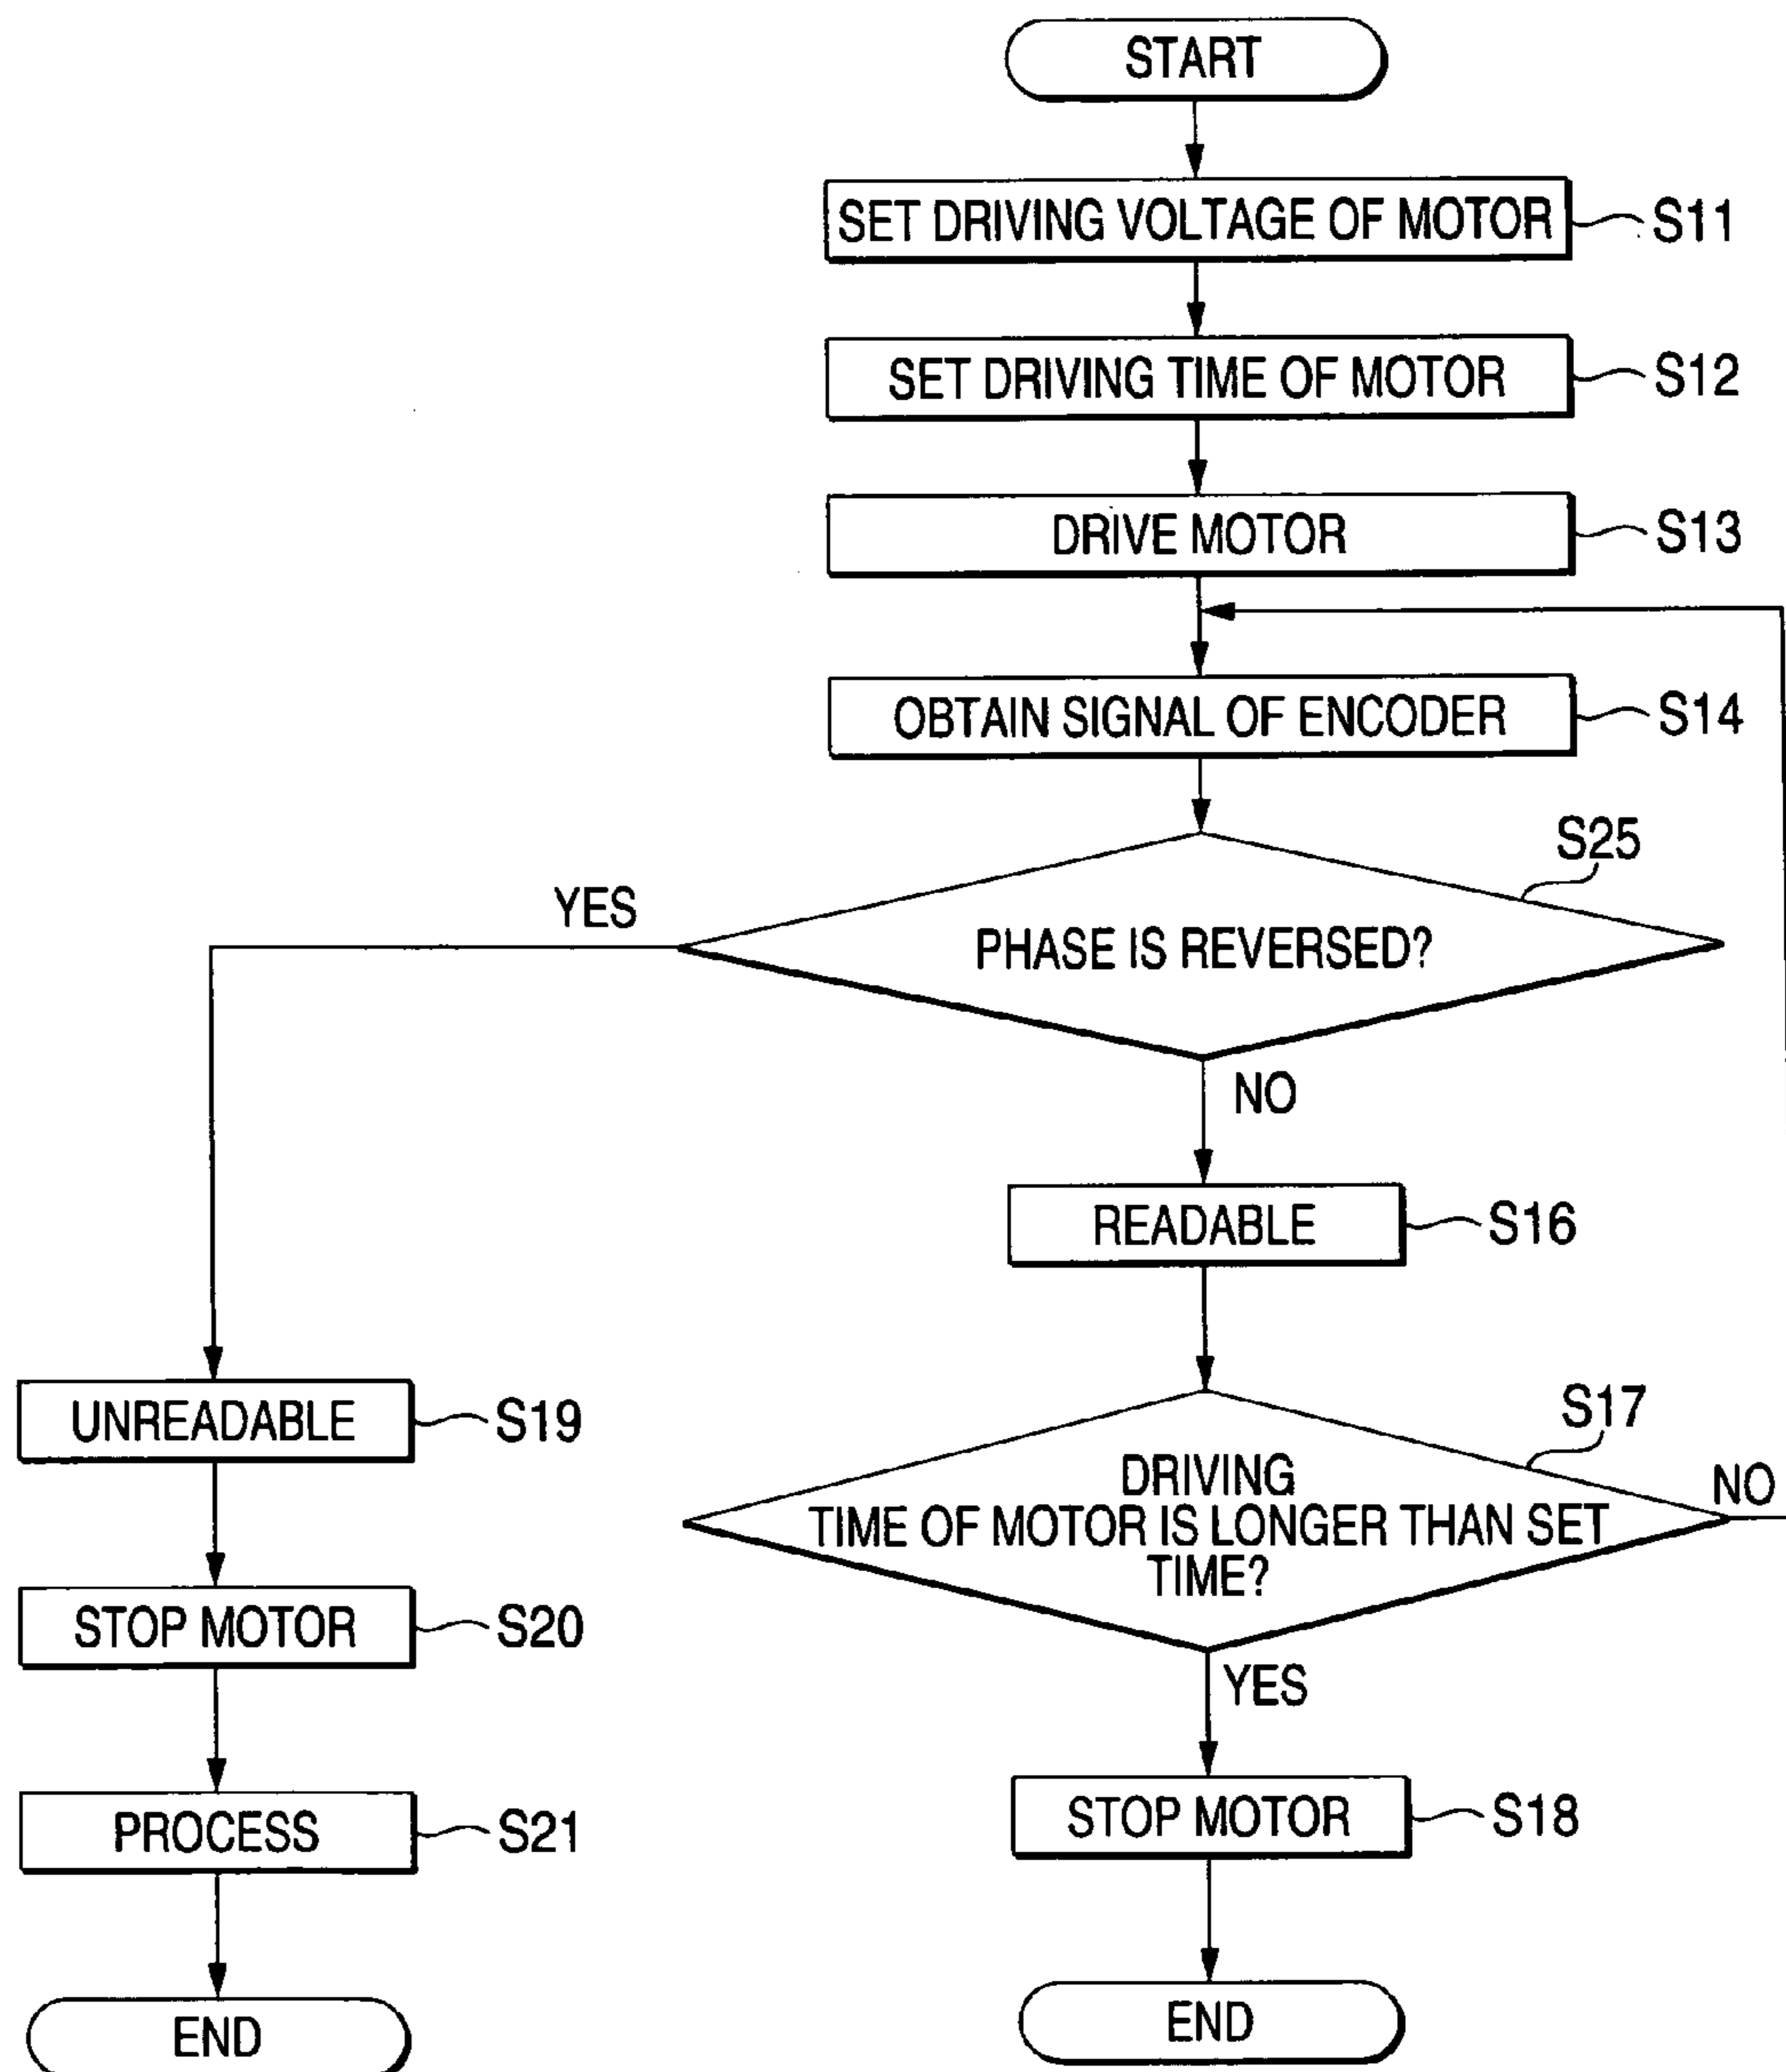 START
SET DRIVING VOLTAGE OF MOTOR
S11
SET DRIVING TIME OF MOTOR
S12
DRIVE MOTOR
S13
OBTAIN SIGNAL OF ENCODER
S14
S25
YES
PHASE IS REVERSED?
NO
READABLE
S16
UNREADABLE
S19
S17
DRIVING
TIME OF MOTOR IS LONGER THAN SET
TIME?
NO
STOP MOTOR
S20
YES
PROCESS
S21
STOP MOTOR
S18
END
END